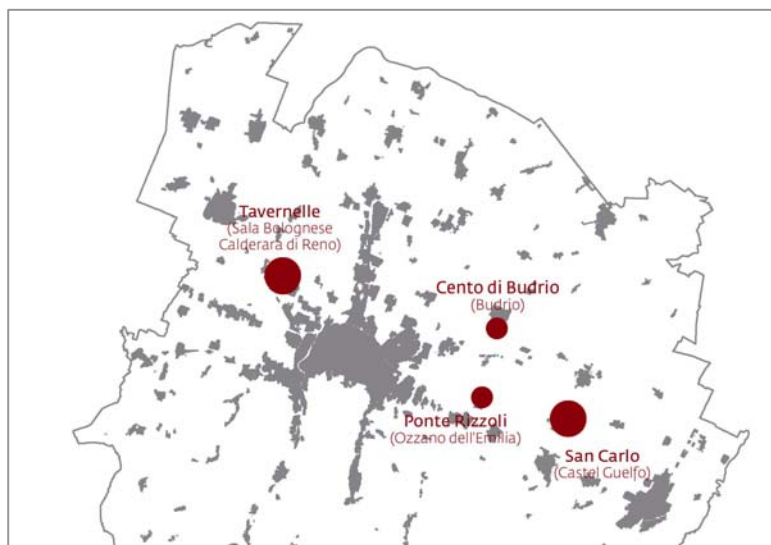 Tavernelle
(Sala Bolognese
Calderara di Reno)
Cento di Budrio
(Budrio)
Ponte Rizzoli
(Ozzano dell'Emilia)
San Carlo
(Castel Guelfo)